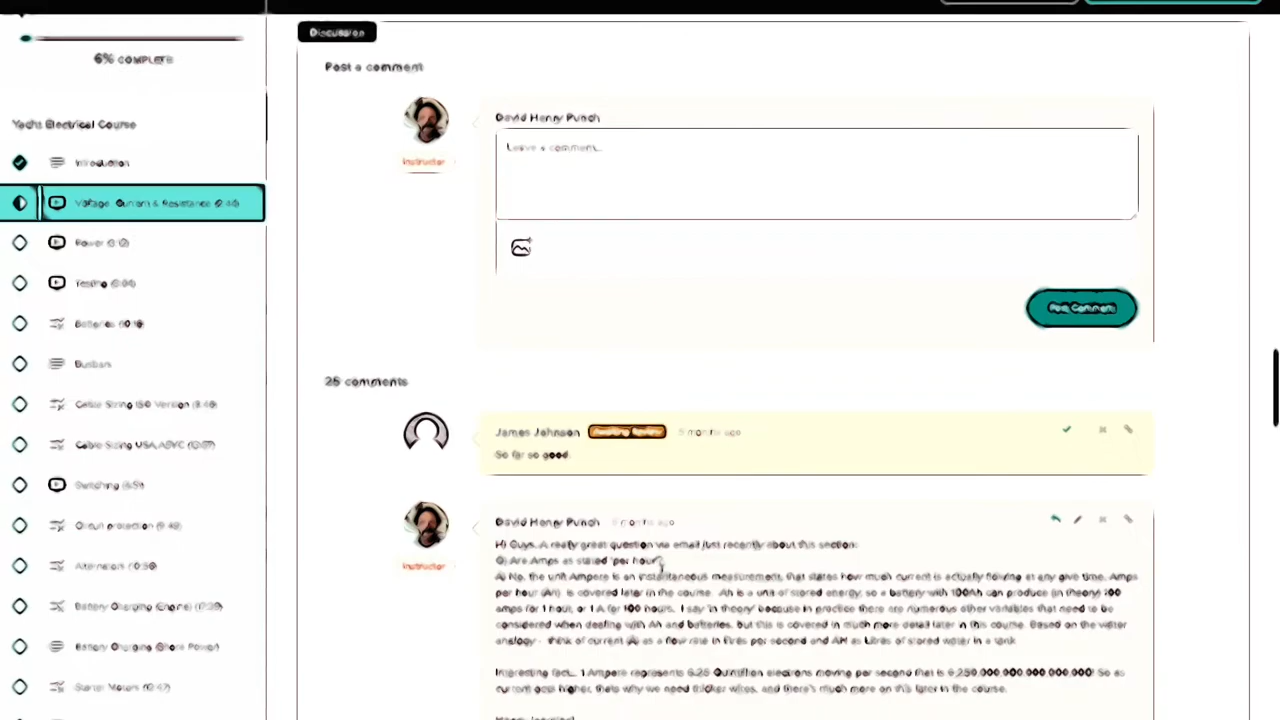 6% COMPLETE
Yacht Electrical Course
Introduction
Voltage, Current & Resistance
Power
Testing
Batteries
Busbars
Cable Sizing ISO Version
Cable Sizing USA, ABYC
Switching
Circuit protection
Alternators
Battery Charging (Engine)
Battery Charging (Shore Power)
Starter Motors
Discussion
Post a comment
David Henry Punch
Instructor
Leave a comment...
Post Comment
25 comments
James Johnson
months ago
So far so good.
David Henry Punch
months ago
Instructor
Hi Guys. A really great question via email just recently about this section:
Q) Are Amps as stated 'per hour'?
A) No, the unit Ampere is an instantaneous measurement, that states how much current is actually flowing at any give time. Amps
per hour (Ah) is covered later in the course. Ah is a unit of stored energy, so a battery with 100Ah can produce (in theory) 100
amps for 1 hour, or 1 A for 100 hours. I say 'in theory' because in practice there are numerous other variables that need to be
considered when dealing with Ah and batteries, but this is covered in much more detail later in this course. Based on the water
analogy - think of current (A) as a flow rate in Litres per second and AH as Litres of stored water in a tank.
Interesting fact... 1 Ampere represents 6.25 Quintillion electrons moving per second that is 6,250,000,000,000,000,000! So as
current goes higher, thats why we need thicker wires, and there's much more on this later in the course.